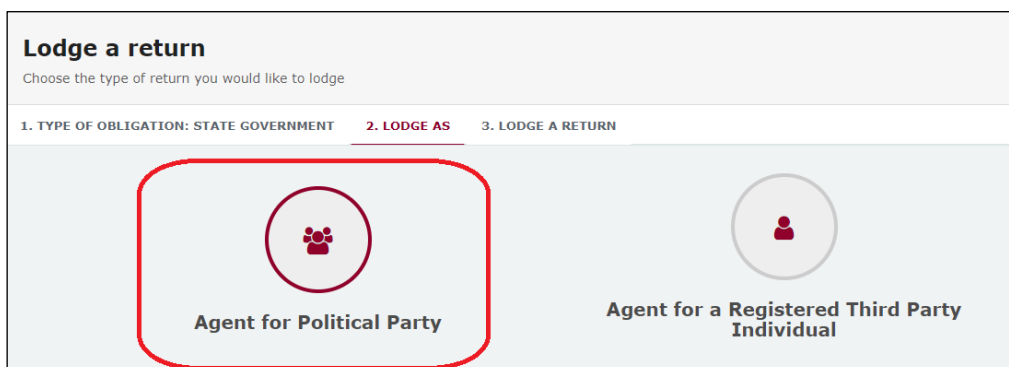 Lodge a return
Choose the type of return you would like to lodge
1. TYPE OF OBLIGATION: STATE GOVERNMENT 2. LODGE AS 3. LODGE A RETURN
Agent for Political Party
Agent for a Registered Third Party
Individual